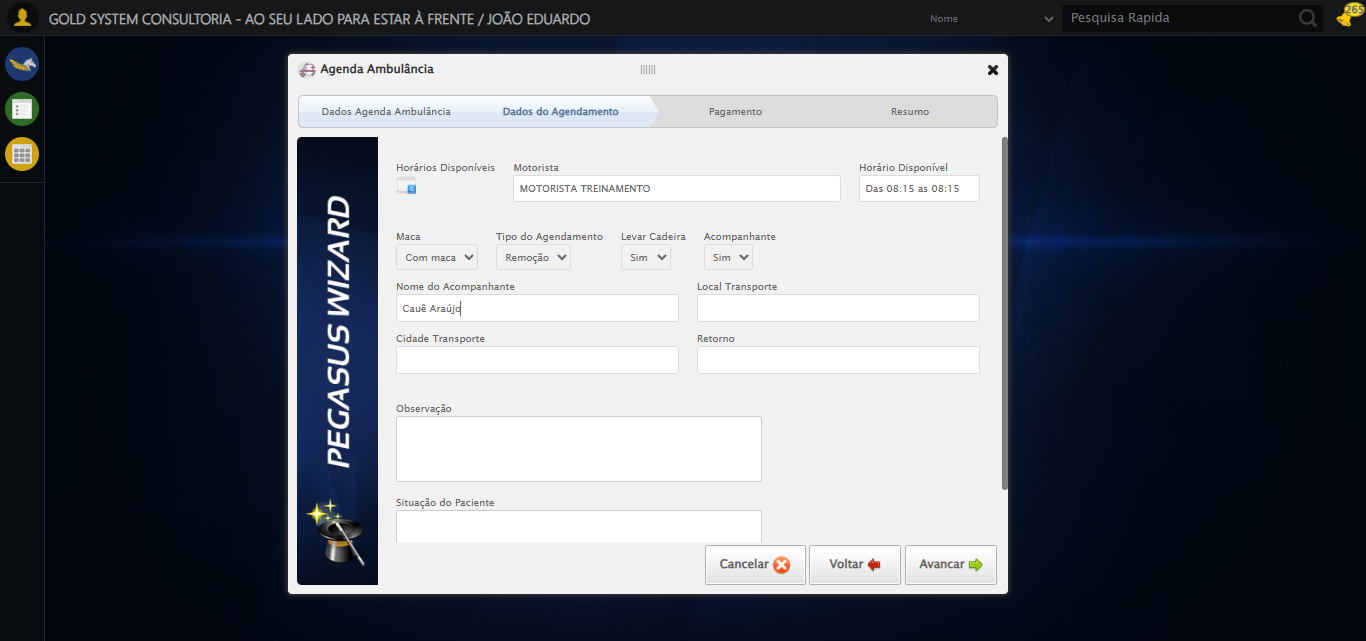 GOLD SYSTEM CONSULTORIA - AO SEU LADO PARA ESTAR À FRENTE / JOÃO EDUARDO
Nome
Pesquisa Rapida
265
Agenda Ambulância
Dados Agenda Ambulância
Dados do Agendamento
Pagamento
Resumo
PEGASUS WIZARD
Horários Disponíveis
Motorista
Horário Disponível
MOTORISTA TREINAMENTO
Das 08:15 as 08:15
Maca
Tipo do Agendamento
Levar Cadeira
Acompanhante
Com maca
Remoção
Sim
Sim
Nome do Acompanhante
Local Transporte
Cauê Araújo
Cidade Transporte
Retorno
Observação
Situação do Paciente
Cancelar
Voltar
Avancar